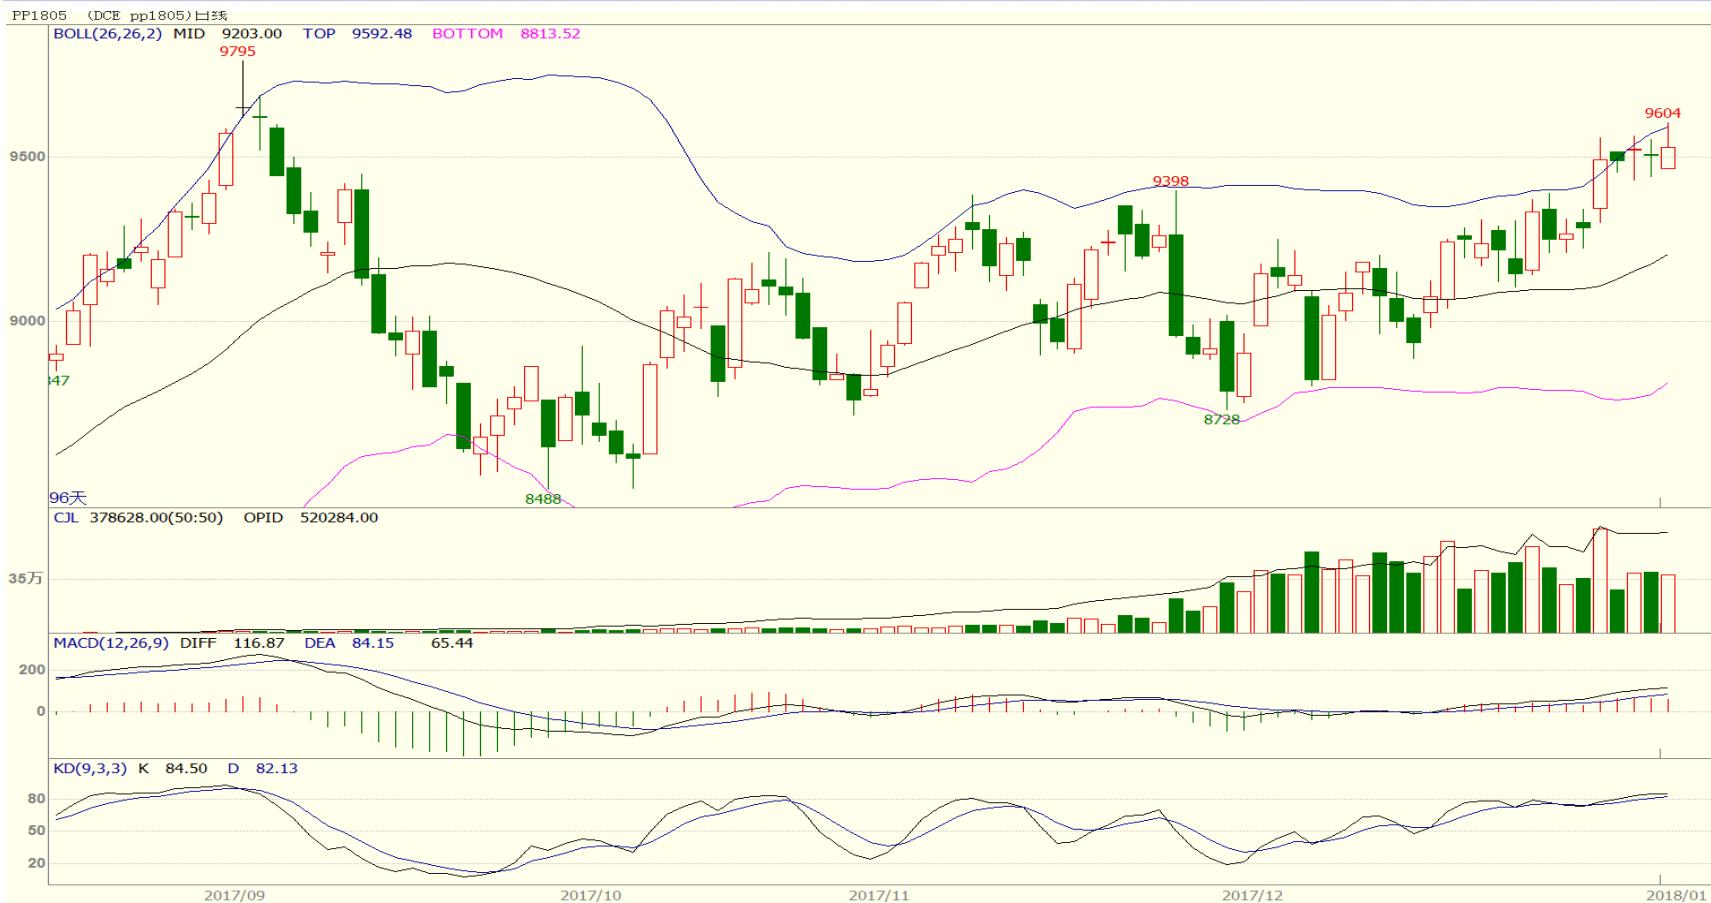 PP1805 (DCE pp1805)日线
BOLL(26,26,2) MID 9203.00 TOP 9592.48 BOTTOM 8813.52
9795
9604
9500
9398
9000
347
8728
96天
8488
CJL 378628.00(50:50) OPID 520284.00
35万
MACD(12,26,9) DIFF 116.87 DEA 84.15 65.44
200
0
KD(9,3,3) K 84.50 D 82.13
80
50
20
2017/09 2017/10 2017/11 2017/12 2018/01